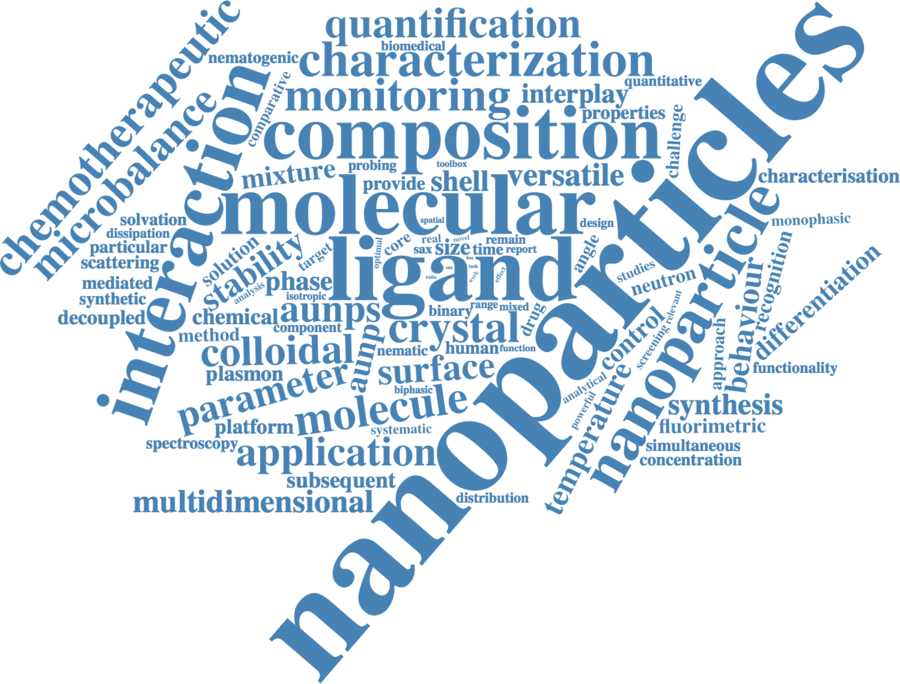 quantification
biomedical
characterization
nematogenic
chemotherapeutic
quantitative
monitoring
interplay
comparative
microbalance
properties
composition
challenge
nanoparticles
interaction
toolbox
probing
mixture
provide
shell
versatile
characterisation
molecular
spatial
design
monophasic
solvation
dissipation
particular
scattering
solution
stability
target
optimal
core
real
novel
remain
sax
size
time
report
angle
nanoparticle
recognition
mediated
synthetic
decoupled
analysis
phase
isotropic
ligand
studies
neutron
differentiation
behaviour
chemical
aunps
binary
range
mixed
drug
component
method
crystal
control
relevant
screening
colloidal
aump
nematic
human
function
approach
functionality
plasmon
surface
parameter
biphasic
analytical
powerful
temperature
synthesis
molecule
platform
systematic
fluorimetric
spectroscopy
application
simultaneous
concentration
subsequent
multidimensional
distribution
effect
work